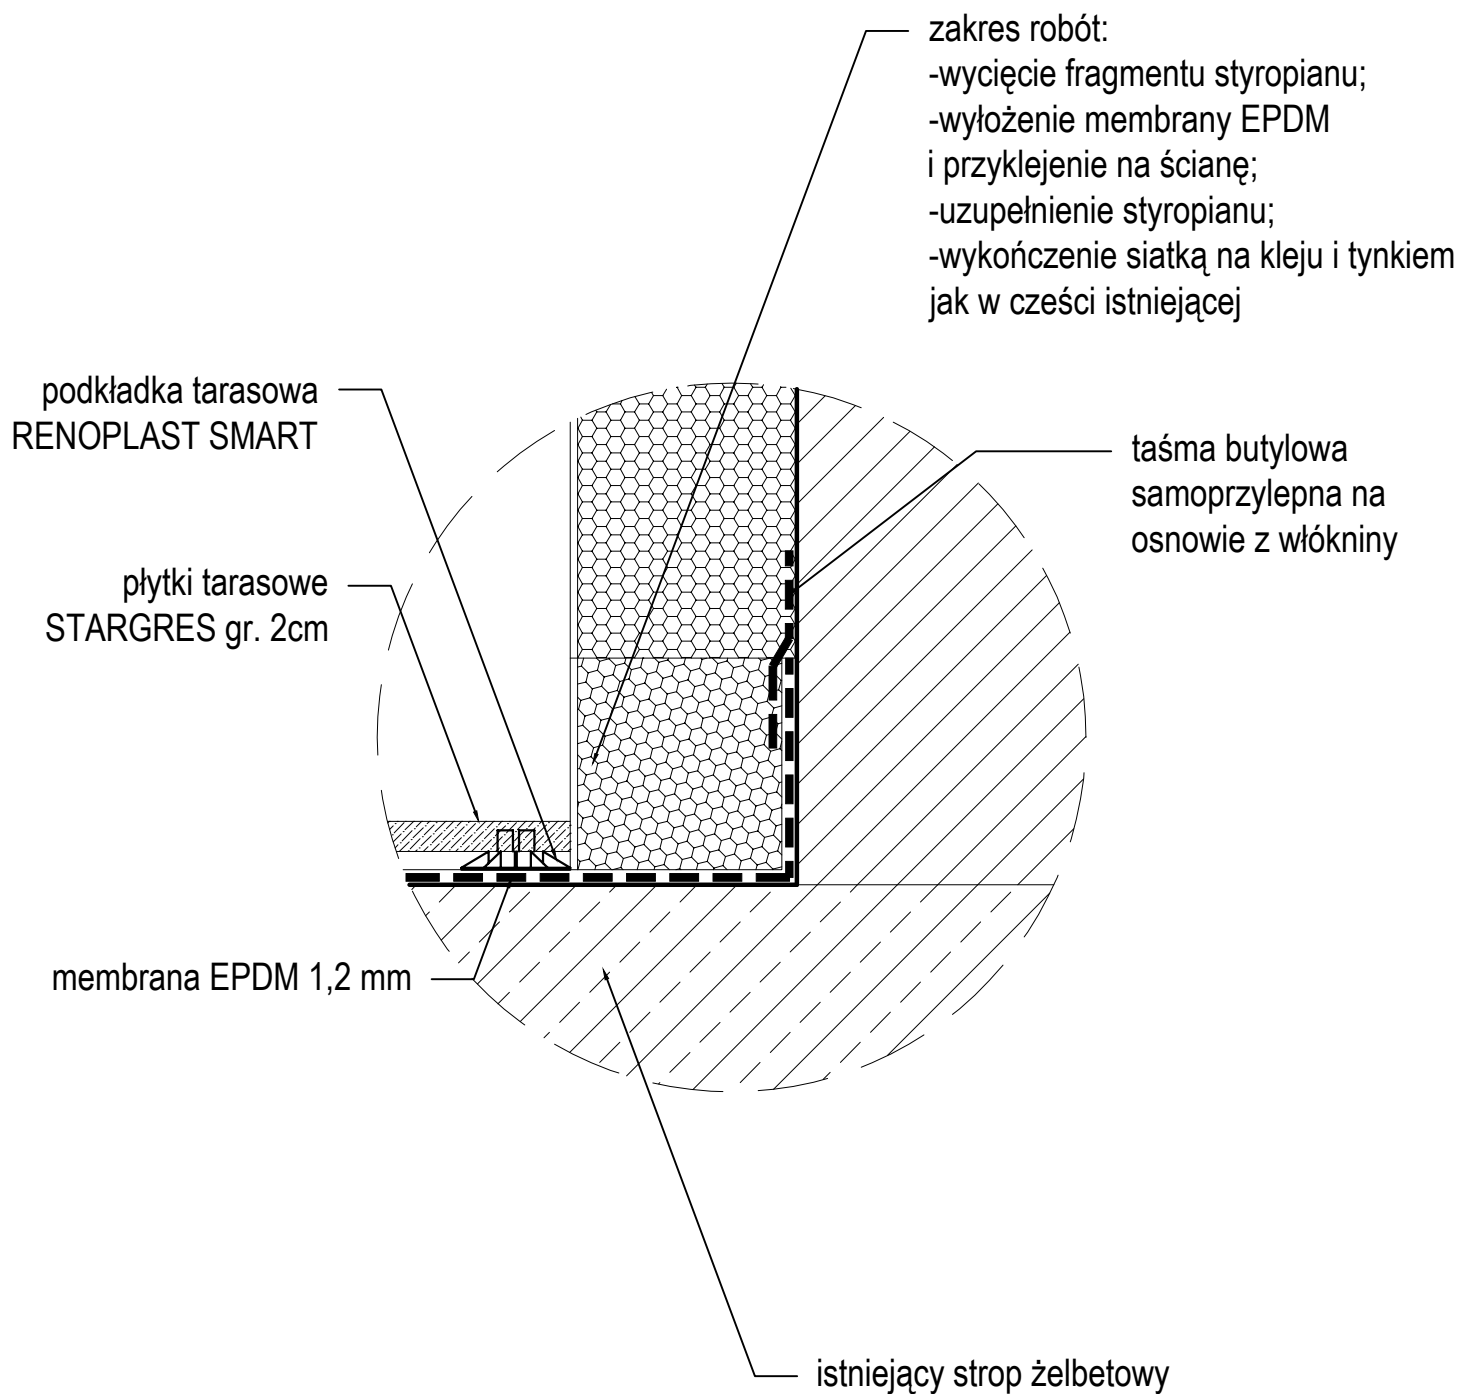 zakres robót:
-wycięcie fragmentu styropianu;
-wyłożenie membrany EPDM
i przyklejenie na ścianę;
-uzupełnienie styropianu;
-wykończenie siatką na kleju i tynkiem
jak w cześci istniejącej
podkładka tarasowa
RENOPLAST SMART
taśma butylowa
samoprzylepna na
osnowie z włókniny
płytki tarasowe
STARGRES gr. 2cm
membrana EPDM 1,2 mm
istniejący strop żelbetowy